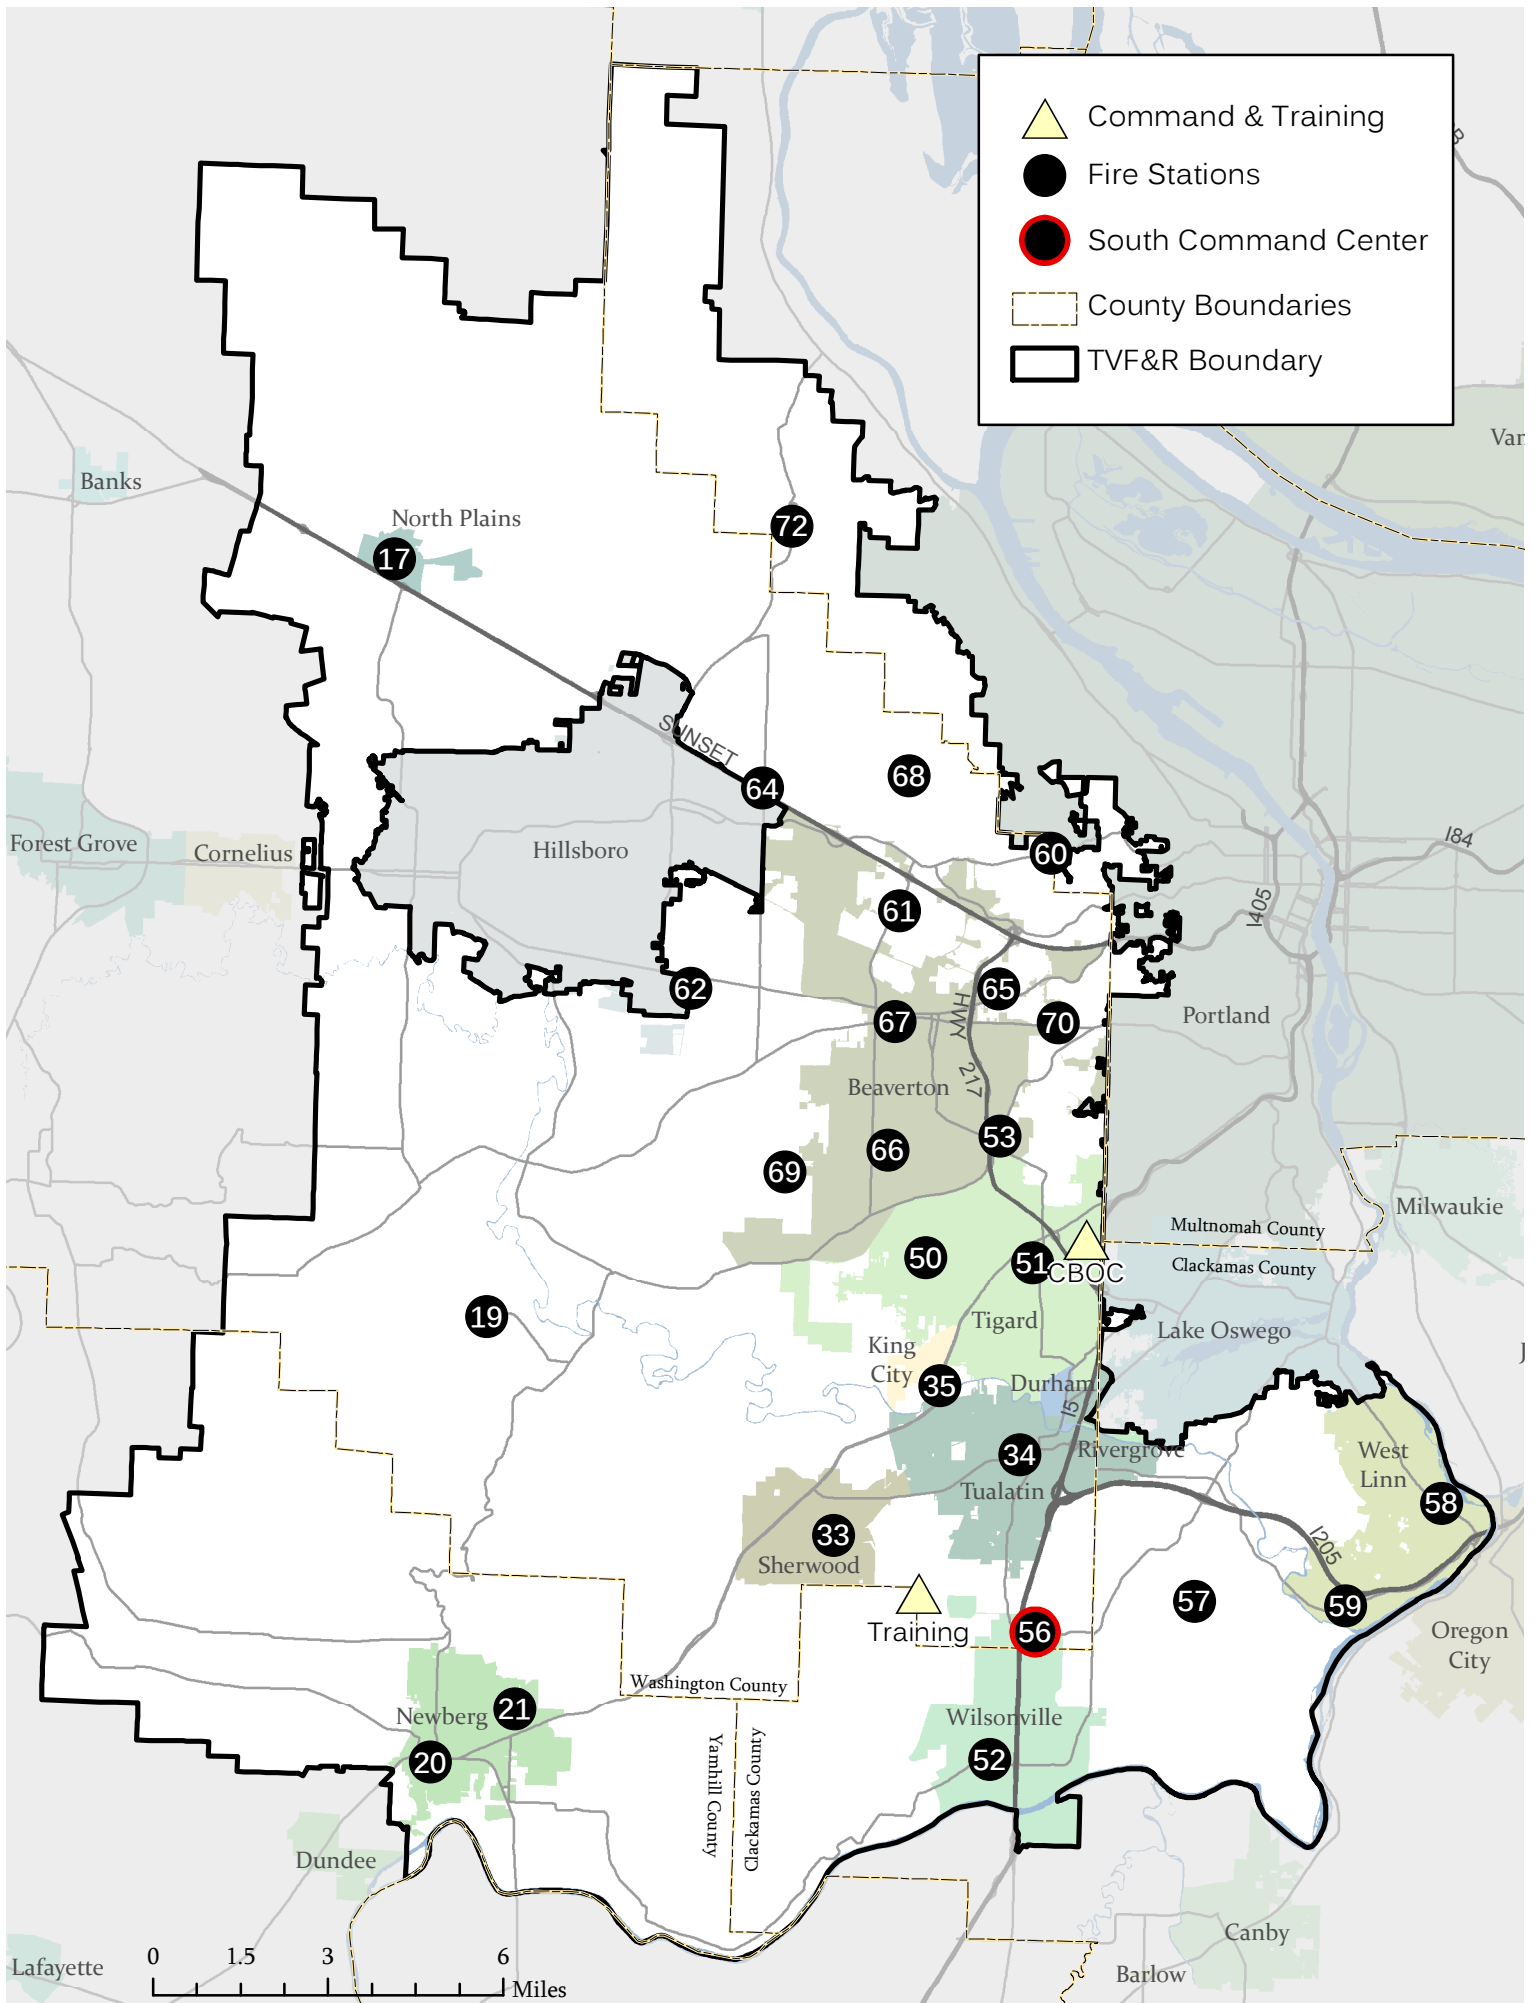 Command & Training
Fire Stations
South Command Center
County Boundaries
TVF&R Boundary
Banks
North Plains
17
72
SUNSET
64
68
60
Forest Grove
Cornelius
Hillsboro
I84
I405
61
62
65
67
HWY
217
70
Portland
Beaverton
53
66
69
Milwaukie
Multnomah County
Clackamas County
50
51
CBOC
19
Tigard
Lake Oswego
King
City
35
Durham
I5
34
Rivergrove
Tualatin
West
Linn
58
33
Sherwood
I205
57
59
Training
56
Oregon
City
Washington County
Newberg
21
20
Yamhill County
Clackamas County
Wilsonville
52
Dundee
Canby
Barlow
Lafayette
0 1.5 3 6
Miles